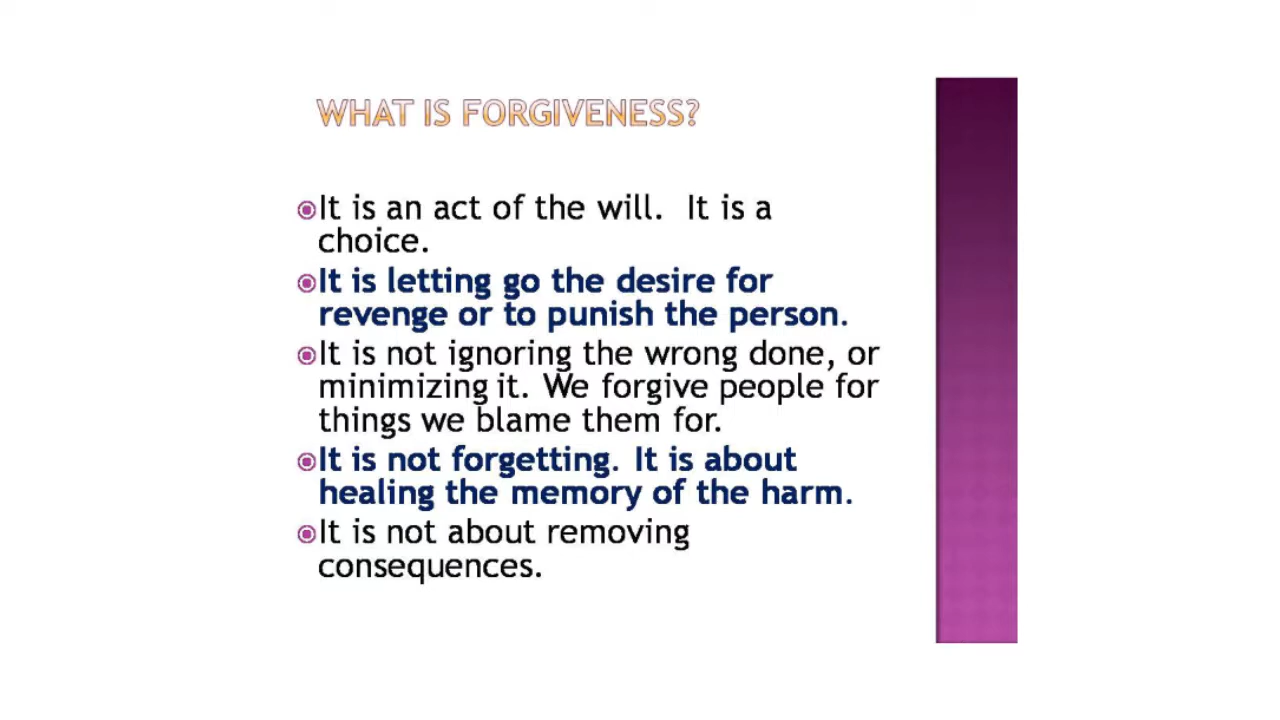 WHAT IS FORGIVENESS?
It is an act of the will.  It is a
choice.
It is letting go the desire for
revenge or to punish the person.
It is not ignoring the wrong done, or
minimizing it. We forgive people for
things we blame them for.
It is not forgetting. It is about
healing the memory of the harm.
It is not about removing
consequences.